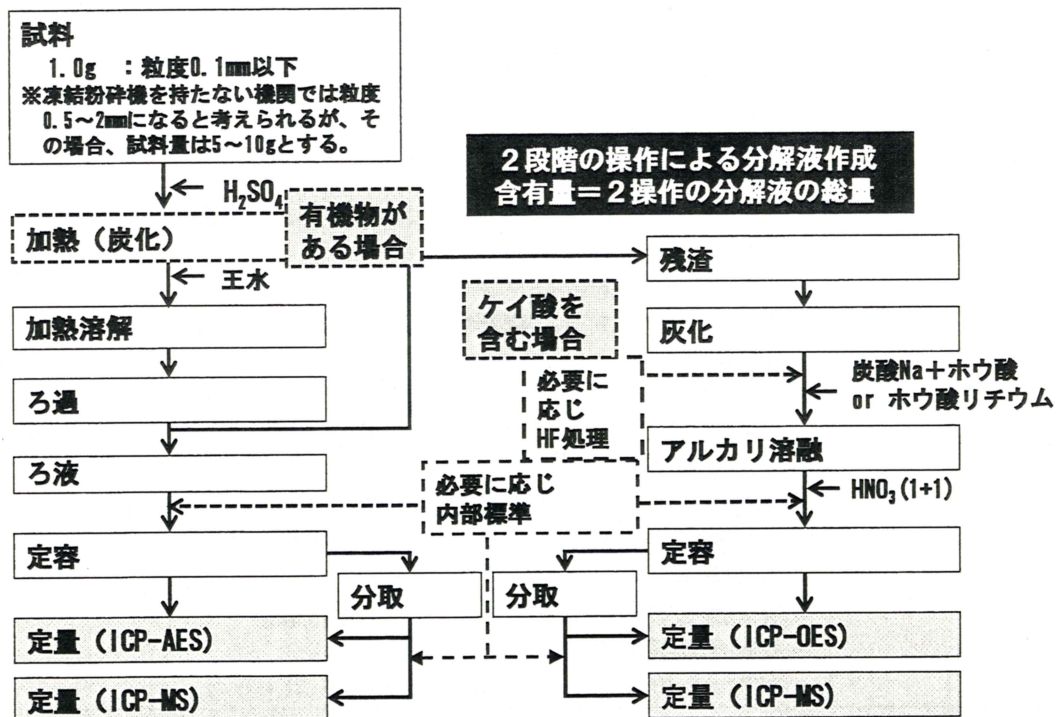 試料
1.0g ：粒度0.1mm以下
※凍結粉砕機を持たない機関では粒度
0.5～2mmになると考えられるが、そ
の場合、試料量は5～10gとする。
２段階の操作による分解液作成
含有量＝２操作の分解液の総量
H₂SO₄
有機物が
ある場合
加熱（炭化）
王水
残渣
ケイ酸を
含む場合
加熱溶解
灰化
必要に
応じ
HF処理
炭酸Na＋ホウ酸
or ホウ酸リチウム
ろ過
アルカリ溶融
ろ液
必要に応じ
内部標準
HNO₃(1+1)
定容
定容
分取
分取
定量（ICP-AES）
定量（ICP-OES）
定量（ICP-MS）
定量（ICP-MS）